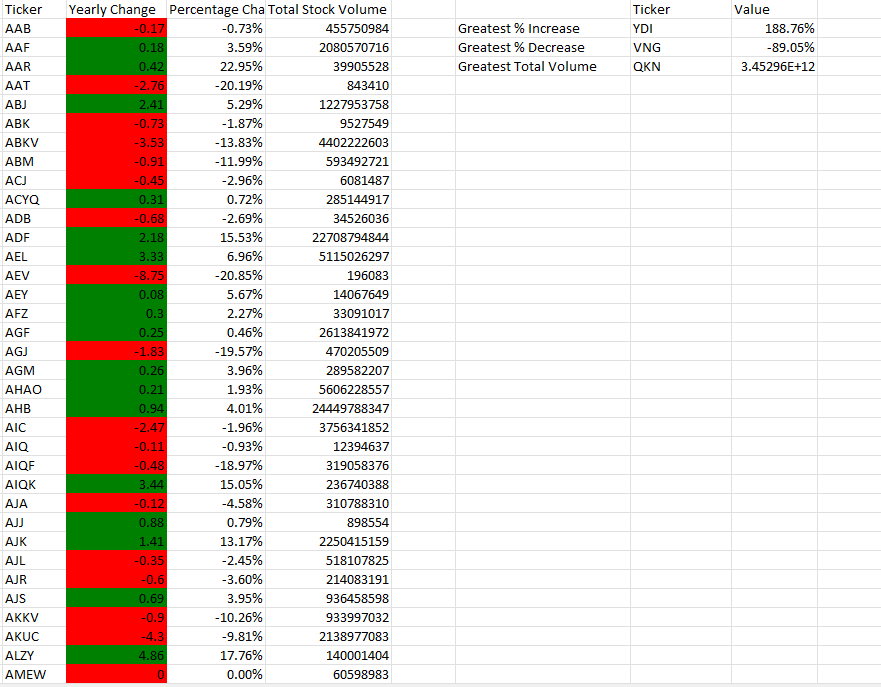 Ticker Yearly Change Percentage Cha Total Stock Volume Ticker Value
AAB -0.17 -0.73% 455750984 Greatest % Increase YDI 188.76%
AAF 0.18 3.59% 2080570716 Greatest % Decrease VNG -89.05%
AAR 0.42 22.95% 39905528 Greatest Total Volume QKN 3.45296E+12
AAT -2.76 -20.19% 843410
ABJ 2.41 5.29% 1227953758
ABK -0.73 -1.87% 9527549
ABKV -3.53 -13.83% 4402222603
ABM -0.91 -11.99% 593492721
ACJ -0.45 -2.96% 6081487
ACYQ 0.31 0.72% 285144917
ADB -0.68 -2.69% 34526036
ADF 2.18 15.53% 22708794844
AEL 3.33 6.96% 5115026297
AEV -8.75 -20.85% 196083
AEY 0.08 5.67% 14067649
AFZ 0.3 2.27% 33091017
AGF 0.25 0.46% 2613841972
AGJ -1.83 -19.57% 470205509
AGM 0.26 3.96% 289582207
AHAO 0.21 1.93% 5606228557
AHB 0.94 4.01% 24449788347
AIC -2.47 -1.96% 3756341852
AIQ -0.11 -0.93% 12394637
AIQF -0.48 -18.97% 319058376
AIQK 3.44 15.05% 236740388
AJA -0.12 -4.58% 310788310
AJJ 0.88 0.79% 898554
AJK 1.41 13.17% 2250415159
AJL -0.35 -2.45% 518107825
AJR -0.6 -3.60% 214083191
AJS 0.69 3.95% 936458598
AKKV -0.9 -10.26% 933997032
AKUC -4.3 -9.81% 2138977083
ALZY 4.86 17.76% 140001404
AMEW 0 0.00% 60598983